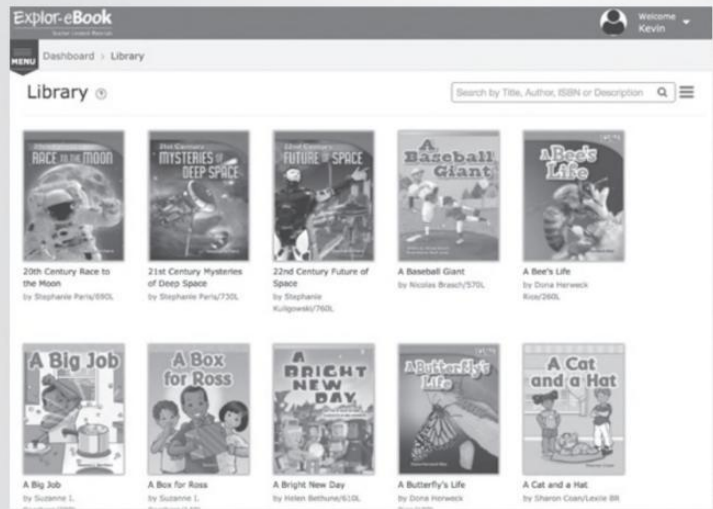 Explor-eBook
Welcome
Kevin
MENU
Dashboard > Library
Library
Search by Title, Author, ISBN or Description
RACE TO THE MOON
21st Century
MYSTERIES OF
DEEP SPACE
22nd Century
FUTURE OF SPACE
A
Baseball
Giant
A Bee's
Life
20th Century Race to
the Moon
by Stephanie Paris/890L
21st Century Mysteries
of Deep Space
by Stephanie Paris/730L
22nd Century Future of
Space
by Stephanie
Kuligowski/760L
A Baseball Giant
by Nicolas Brasch/570L
A Bee's Life
by Dona Herweck
Rice/260L
A Big Job
A Box
for Ross
A
BRIGHT
NEW
DAY
A Butterfly's
Life
A Cat
and a Hat
A Big Job
by Suzanne I.
A Box for Ross
by Suzanne I.
A Bright New Day
by Helen Bethune/610L
A Butterfly's Life
by Dona Herweck
A Cat and a Hat
by Sharon Coan/Lexile BR